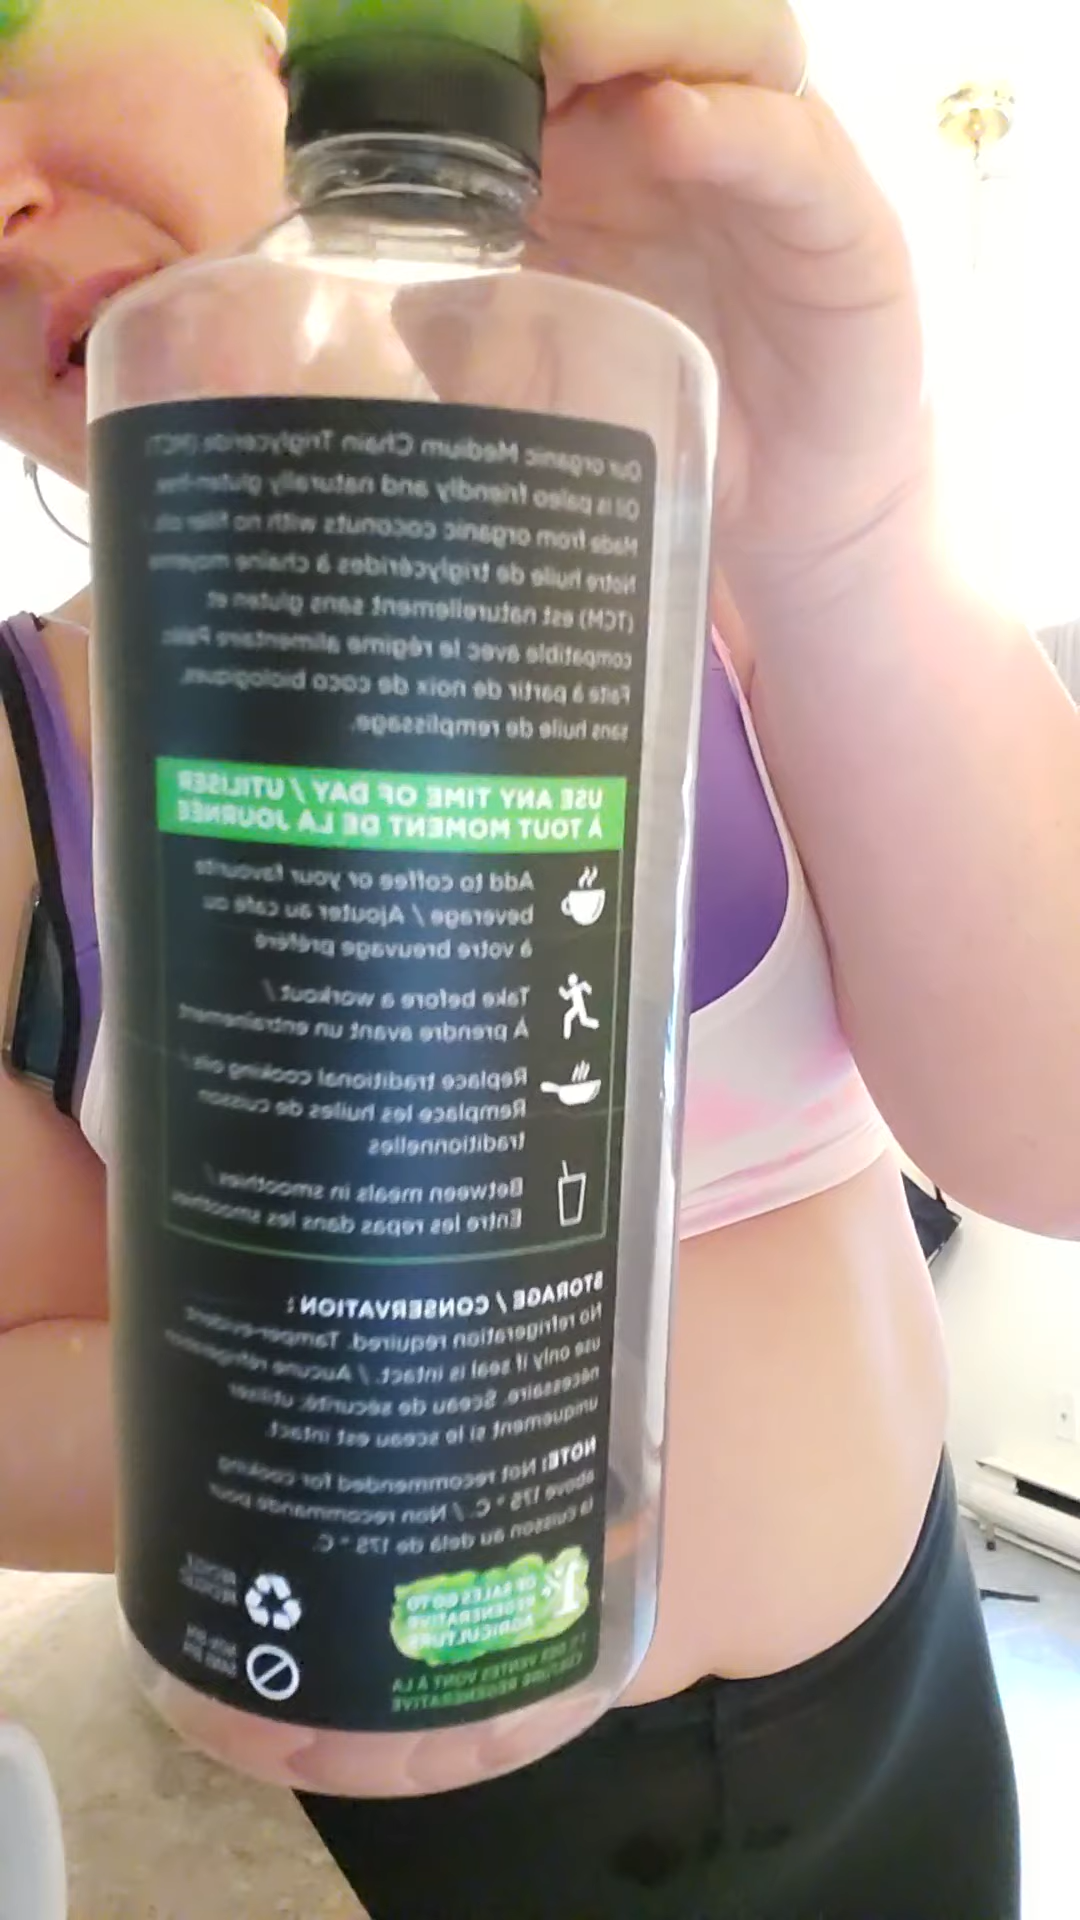 Our organic Medium Chain Triglyceride (MCT)
Oil is paleo friendly and naturally gluten-free.
Made from organic coconuts with no filler oils.
Notre huile de triglycérides à chaîne moyenne
(TCM) est naturellement sans gluten et
compatible avec le régime alimentaire Paléo.
Faite à partir de noix de coco biologiques,
sans huile de remplissage.
USE ANY TIME OF DAY / UTILISER
À TOUT MOMENT DE LA JOURNÉE
Add to coffee or your favourite
beverage / Ajouter au café ou
à votre breuvage préféré
Take before a workout /
À prendre avant un entraînement
Replace traditional cooking oils /
Remplace les huiles de cuisson
traditionnelles
Between meals in smoothies /
Entre les repas dans les smoothies
STORAGE / CONSERVATION :
No refrigeration required. Tamper-evident
use only if seal is intact. / Aucune réfrigération
nécessaire. Sceau de sécurité; utiliser
uniquement si le sceau est intact.
NOTE: Not recommended for cooking
above 175 ° C. / Non recommandé pour
la cuisson au delà de 175 ° C.
1% OF SALES GO TO
REGENERATIVE
AGRICULTURE
1% DES VENTES VONT À LA
CULTURE REGENERATIVE